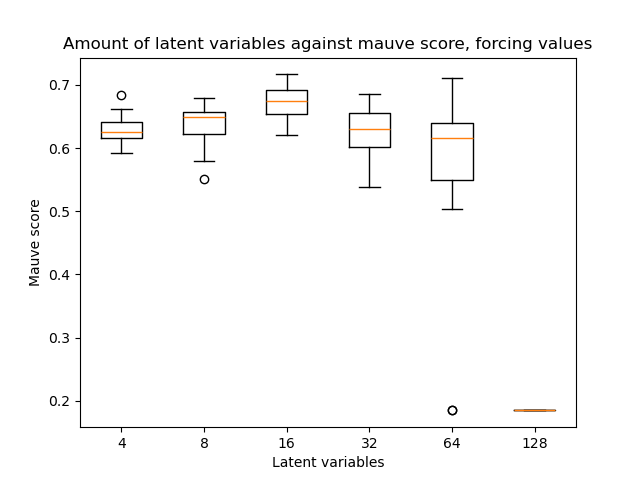 Amount of latent variables against mauve score, forcing values
0.7
0.6
0.5
0.4
0.3
0.2
Mauve score
4 8 16 32 64 128
Latent variables